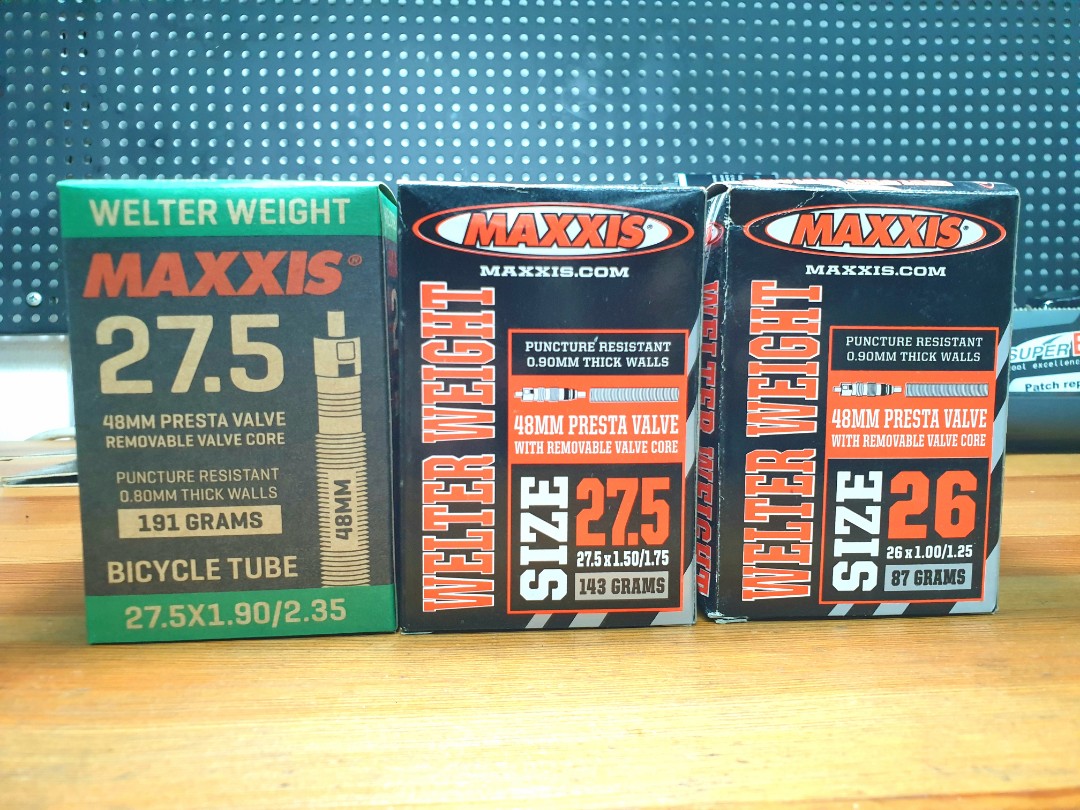 WELTER WEIGHT
MAXXIS®
27.5
48MM PRESTA VALVE
REMOVABLE VALVE CORE
PUNCTURE RESISTANT
0.80MM THICK WALLS
191 GRAMS
48MM
BICYCLE TUBE
27.5X1.90/2.35
MAXXIS®
MAXXIS.COM
WELTER WEIGHT
PUNCTURE RESISTANT
0.90MM THICK WALLS
48MM PRESTA VALVE
WITH REMOVABLE VALVE CORE
SIZE
27.5
27.5 x 1.50/1.75
143 GRAMS
WELTER WEIGHT
MAXXIS®
MAXXIS.COM
WELTER WEIGHT
PUNCTURE RESISTANT
0.90MM THICK WALLS
48MM PRESTA VALVE
WITH REMOVABLE VALVE CORE
SIZE
26
26 x 1.00/1.25
87 GRAMS
SUPER
Patch